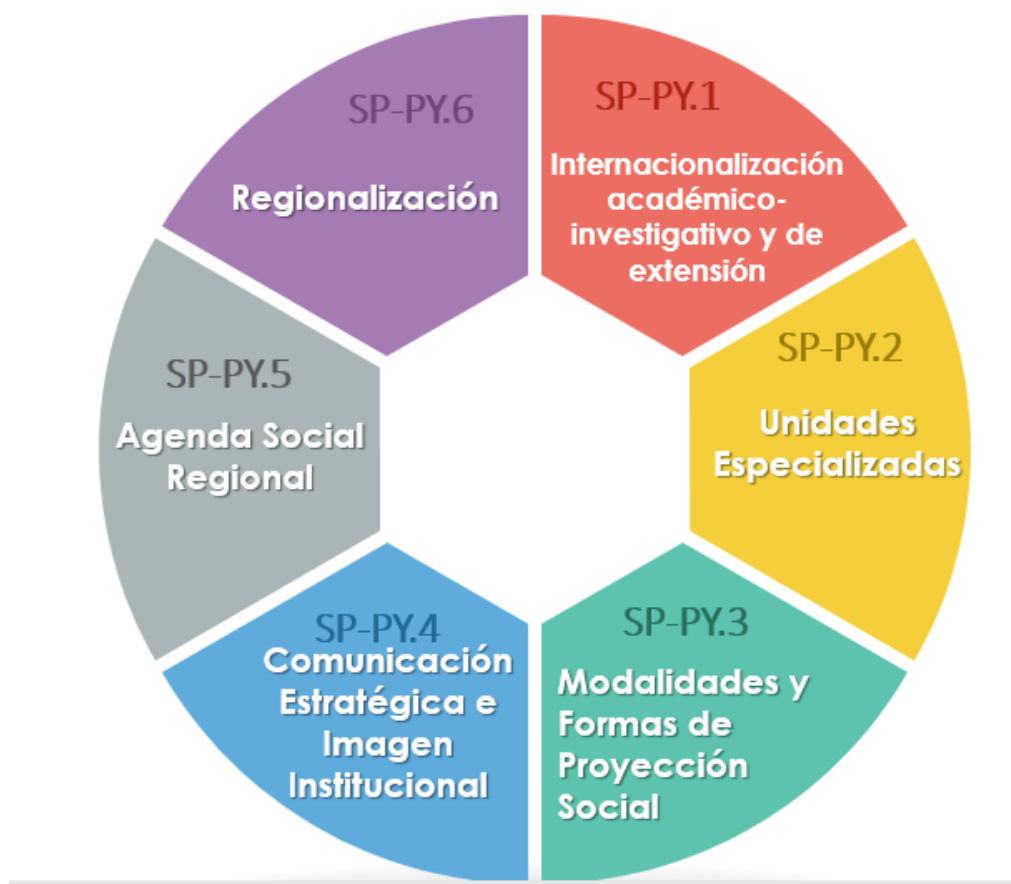 SP-PY.1
Internacionalización
académico-
investigativo y de
extensión
SP-PY.2
Unidades
Especializadas
SP-PY.3
Modalidades y
Formas de
Proyección
Social
SP-PY.4
Comunicación
Estratégica e
Imagen
Institucional
SP-PY.5
Agenda Social
Regional
SP-PY.6
Regionalización